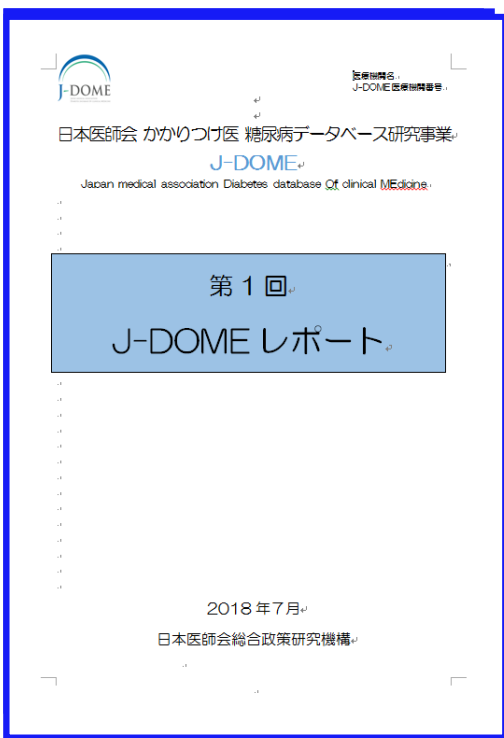 J-DOME
医療機関名
J-DOME医療機関番号
日本医師会 かかりつけ医 糖尿病データベース研究事業
J-DOME
Japan medical association Diabetes database Of clinical MEdicine
第1回
J-DOME レポート
2018年7月
日本医師会総合政策研究機構